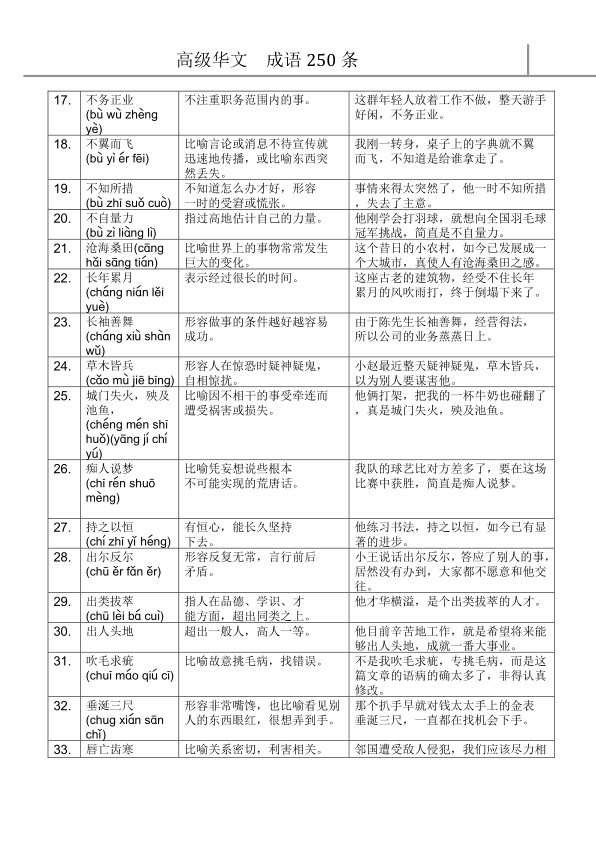 高级华文 成语 250 条
17. 不务正业 不注重职务范围内的事。 这群年轻人放着工作不做，整天游手
(bù wù zhèng 好闲，不务正业。
yè)
18. 不翼而飞 比喻言论或消息不待宣传就 我刚一转身，桌子上的字典就不翼
(bù yì ér fēi) 迅速地传播，或比喻东西突 而飞，不知道是给谁拿走了。
然丢失。
19. 不知所措 不知道怎么办才好，形容 事情来得太突然了，他一时不知所措
(bù zhī suǒ cuò) 一时的受窘或慌张。 ，失去了主意。
20. 不自量力 指过高地估计自己的力量。 他刚学会打羽球，就想向全国羽毛球
(bù zì liàng lì) 冠军挑战，简直是不自量力。
21. 沧海桑田(cāng 比喻世界上的事物常常发生 这个昔日的小农村，如今已发展成一
hǎi sāng tián) 巨大的变化。 个大城市，真使人有沧海桑田之感。
22. 长年累月 表示经过很长的时间。 这座古老的建筑物，经受不住长年
(cháng nián lěi 累月的风吹雨打，终于倒塌下来了。
yuè)
23. 长袖善舞 形容做事的条件越好越容易 由于陈先生长袖善舞，经营得法，
(cháng xiù shàn 成功。 所以公司的业务蒸蒸日上。
wǔ)
24. 草木皆兵 形容人在惊恐时疑神疑鬼， 小赵最近整天疑神疑鬼，草木皆兵，
(cǎo mù jiē bīng) 自相惊扰。 以为别人要谋害他。
25. 城门失火，殃及 比喻因不相干的事受牵连而 他俩打架，把我的一杯牛奶也碰翻了
池鱼， 遭受祸害或损失。 ，真是城门失火，殃及池鱼。
(chéng mén shī
huǒ)(yāng jí chí
yú)
26. 痴人说梦 比喻凭妄想说些根本 我队的球艺比对方差多了，要在这场
(chī rén shuō 不可能实现的荒唐话。 比赛中获胜，简直是痴人说梦。
mèng)
27. 持之以恒 有恒心，能长久坚持 他练习书法，持之以恒，如今已有显
(chí zhī yǐ héng) 下去。 著的进步。
28. 出尔反尔 形容反复无常，言行前后 小王说话出尔反尔，答应了别人的事，
(chū ěr fǎn ěr) 矛盾。 居然没有办到，大家都不愿意和他交
往。
29. 出类拔萃 指人在品德、学识、才 他才华横溢，是个出类拔萃的人才。
(chū lèi bá cuì) 能方面，超出同类之上。
30. 出人头地 超出一般人，高人一等。 他目前辛苦地工作，就是希望将来能
够出人头地，成就一番大事业。
31. 吹毛求疵 比喻故意挑毛病，找错误。 不是我吹毛求疵，专挑毛病，而是这
(chuī máo qiú cī) 篇文章的语病的确太多了，非得认真
修改。
32. 垂涎三尺 形容非常嘴馋，也比喻看见别 那个扒手早就对钱太太手上的金表
(chug xián sān 人的东西眼红，很想弄到手。 垂涎三尺，一直都在找机会下手。
chǐ)
33. 唇亡齿寒 比喻关系密切，利害相关。 邻国遭受敌人侵犯，我们应该尽力相